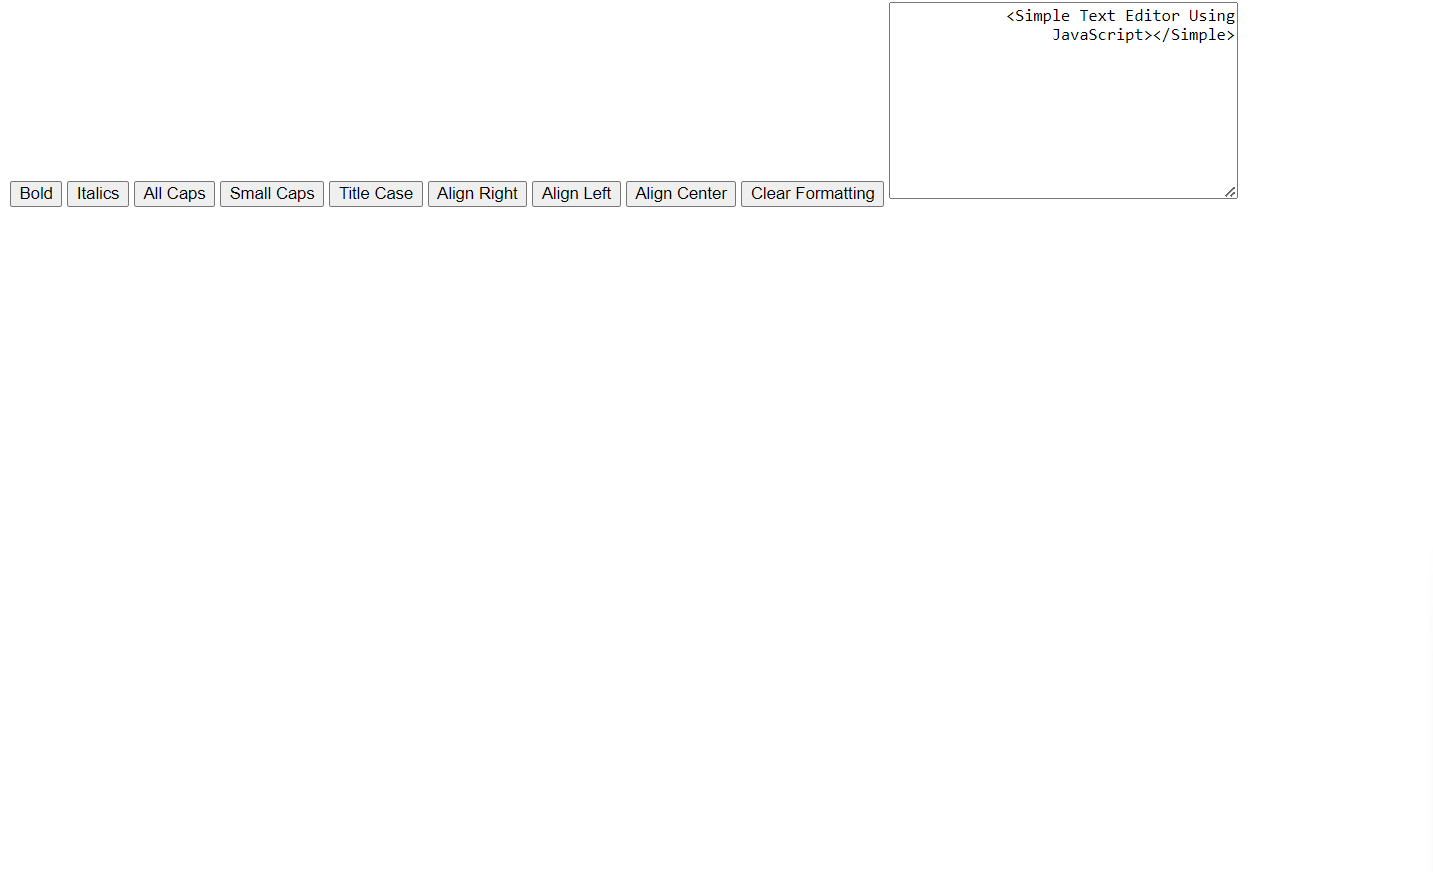 <Simple Text Editor Using
JavaScript></Simple>
Bold Italics All Caps Small Caps Title Case Align Right Align Left Align Center Clear Formatting